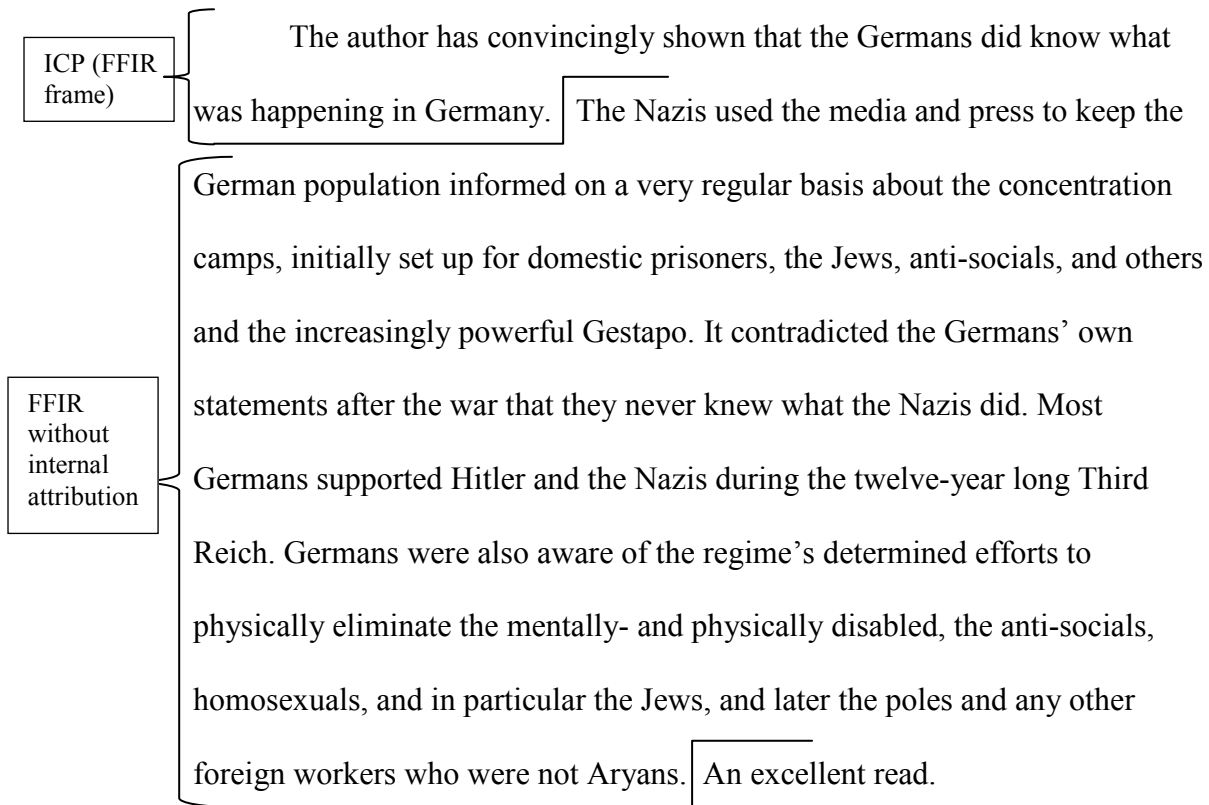 ICP (FFIR
frame)
The author has convincingly shown that the Germans did know what
was happening in Germany. The Nazis used the media and press to keep the
German population informed on a very regular basis about the concentration
camps, initially set up for domestic prisoners, the Jews, anti-socials, and others
and the increasingly powerful Gestapo. It contradicted the Germans’ own
FFIR
without
internal
attribution
statements after the war that they never knew what the Nazis did. Most
Germans supported Hitler and the Nazis during the twelve-year long Third
Reich. Germans were also aware of the regime’s determined efforts to
physically eliminate the mentally- and physically disabled, the anti-socials,
homosexuals, and in particular the Jews, and later the poles and any other
foreign workers who were not Aryans. An excellent read.